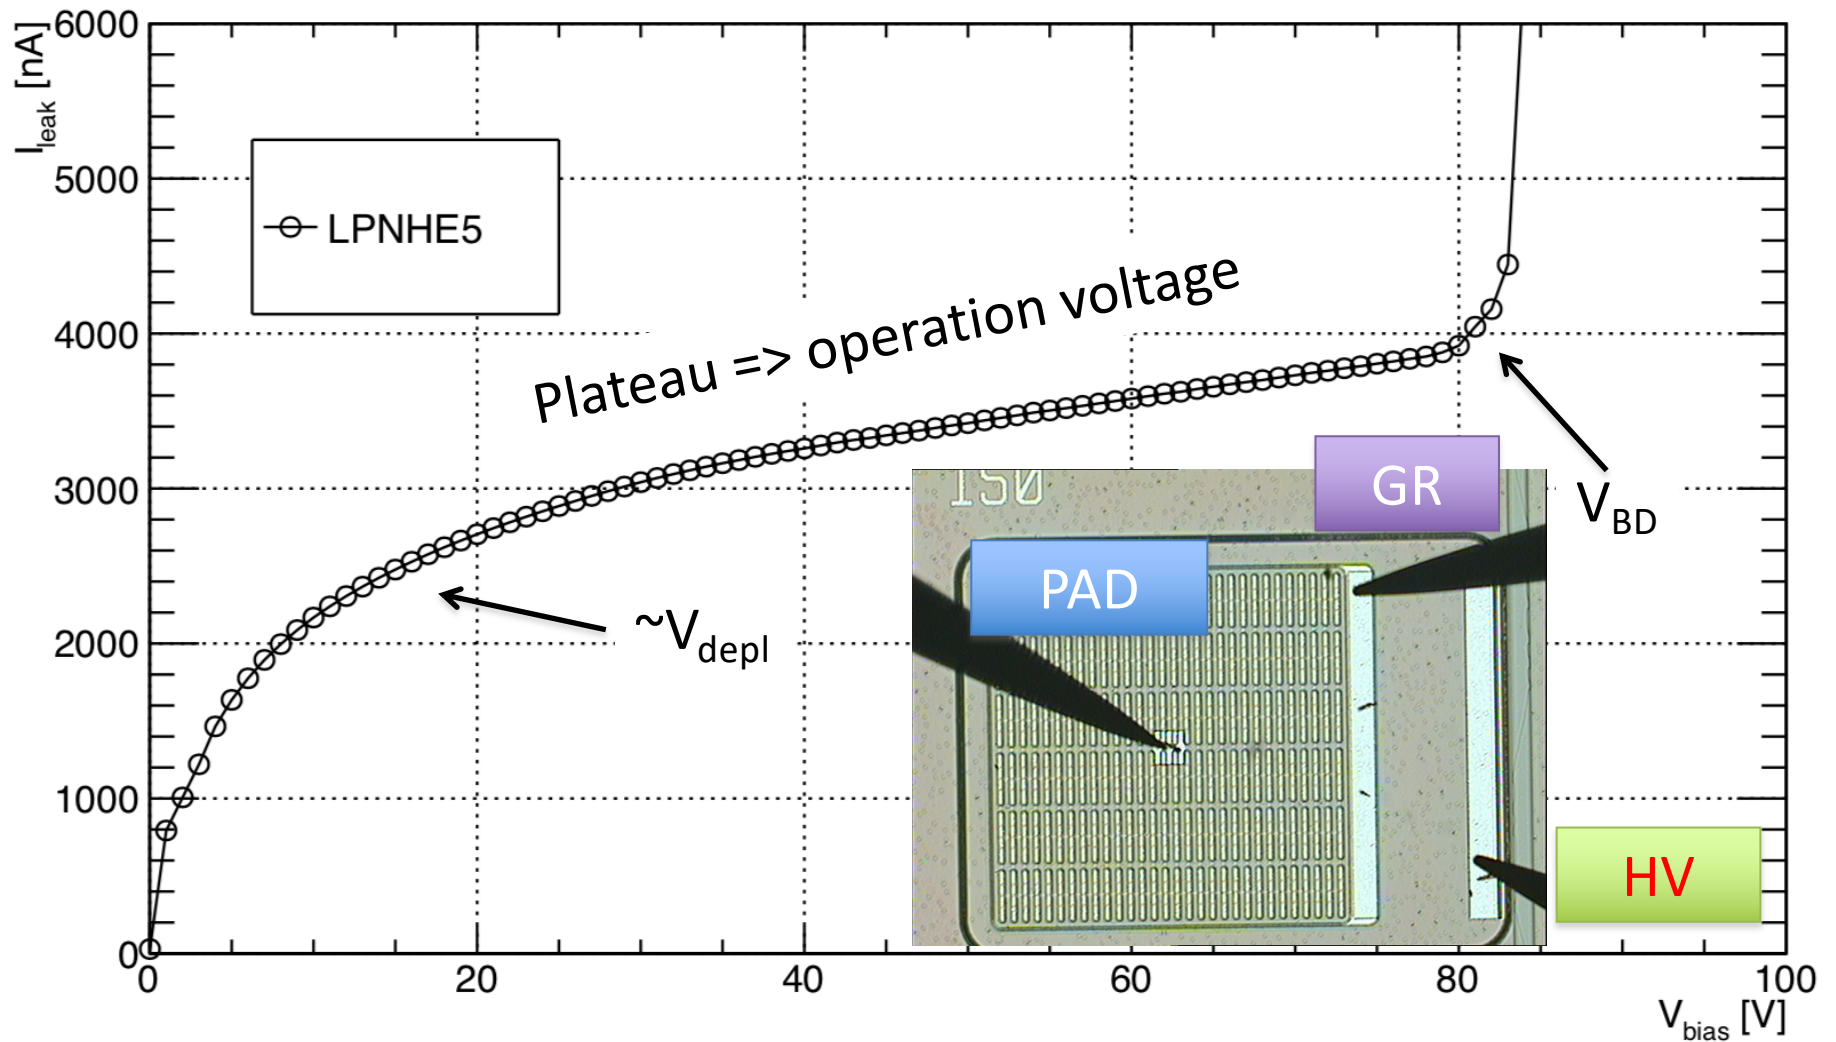 I_leak [nA]
6000
5000
4000
3000
2000
1000
0
LPNHE5
Plateau => operation voltage
~V_depl
V_BD
1S0
GR
PAD
HV
0 20 40 60 80 100
V_bias [V]